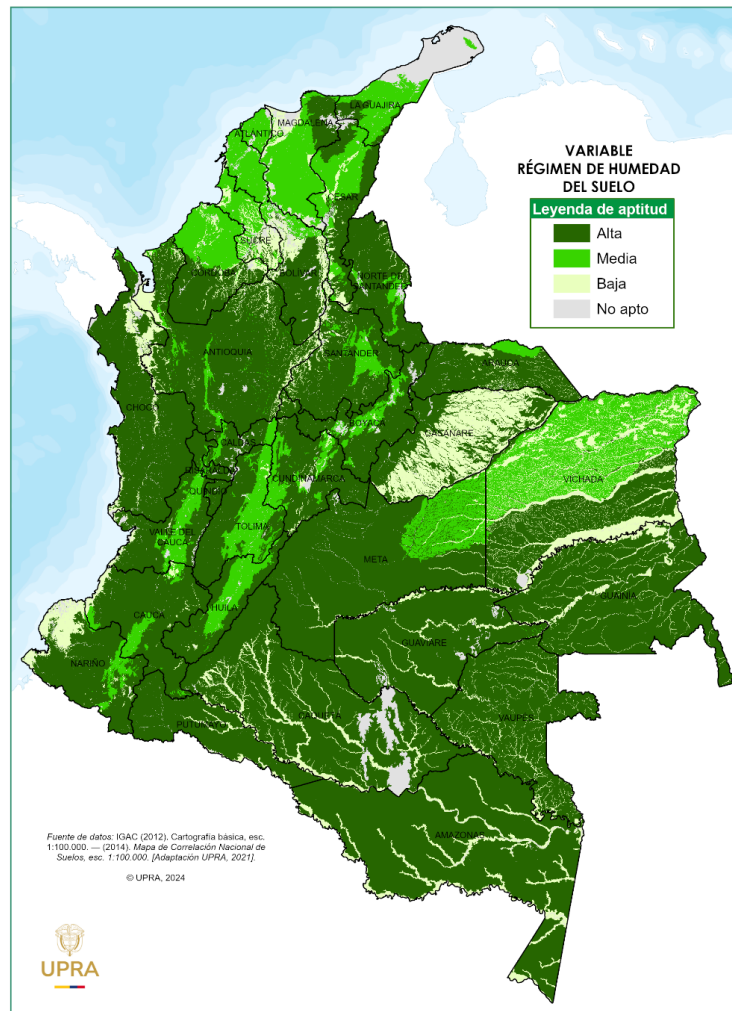 VARIABLE
RÉGIMEN DE HUMEDAD
DEL SUELO
Leyenda de aptitud
Alta
Media
Baja
No apto
LA GUAJIRA
MAGDALENA
ATLÁNTICO
CESAR
SUCRE
CÓRDOBA
BOLÍVAR
NORTE DE
SANTANDER
ANTIOQUIA
SANTANDER
ARAUCA
CHOCÓ
BOYACÁ
CASANARE
CALDAS
RISARALDA
CUNDINAMARCA
VICHADA
QUINDÍO
TOLIMA
VALLE DEL
CAUCA
META
GUAINÍA
HUILA
CAUCA
GUAVIARE
NARIÑO
VAUPÉS
CAQUETÁ
PUTUMAYO
AMAZONAS
Fuente de datos: IGAC (2012). Cartografía básica, esc.
1:100.000. — (2014). Mapa de Correlación Nacional de
Suelos, esc. 1:100.000. [Adaptación UPRA, 2021].
© UPRA, 2024
UPRA